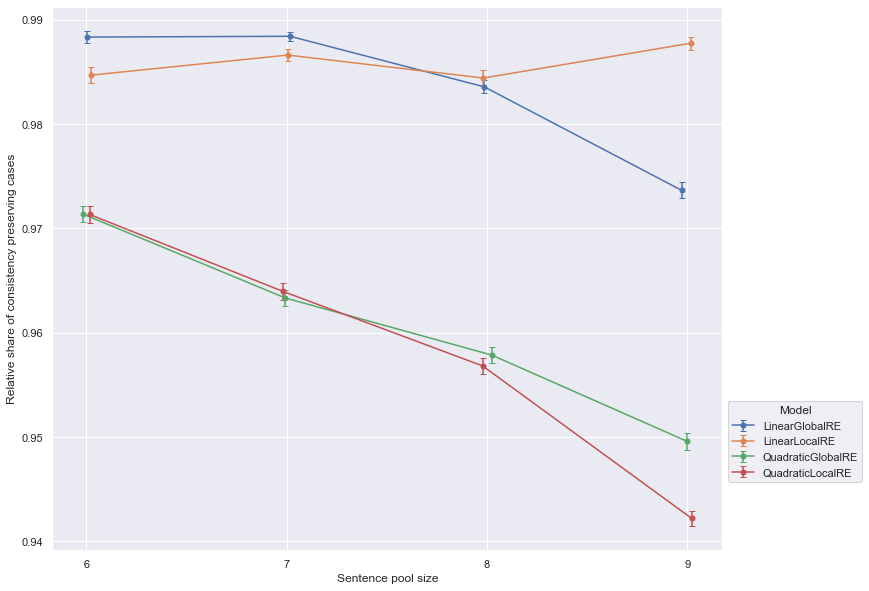 0.99
0.98
0.97
0.96
0.95
0.94
Relative share of consistency preserving cases
6
7
8
9
Sentence pool size
Model
LinearGlobalRE
LinearLocalRE
QuadraticGlobalRE
QuadraticLocalRE